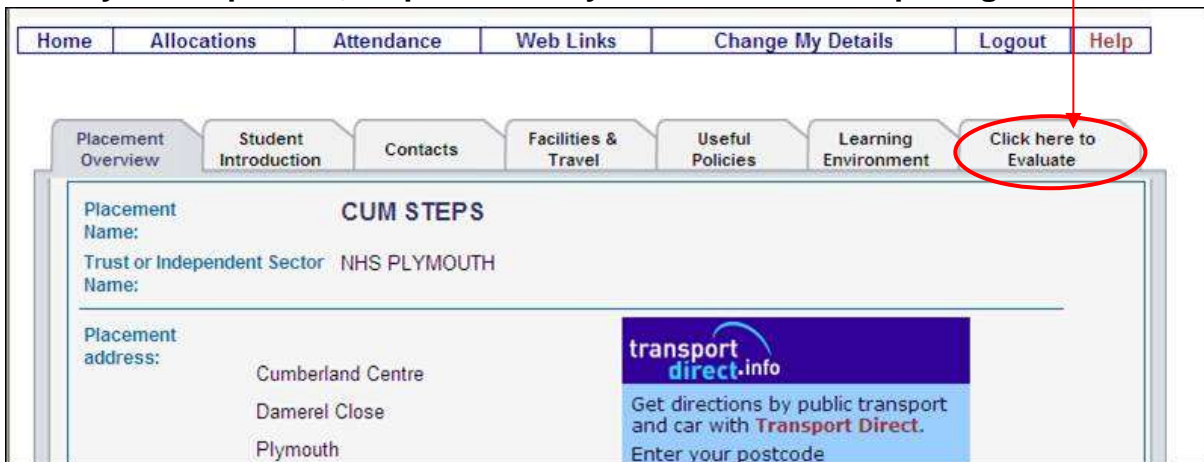 Home Allocations Attendance Web Links Change My Details Logout Help
Placement Overview Student Introduction Contacts Facilities & Travel Useful Policies Learning Environment Click here to Evaluate
Placement Name: CUM STEPS
Trust or Independent Sector Name: NHS PLYMOUTH
Placement address:
Cumberland Centre
Damerel Close
Plymouth
transport
direct.info
Get directions by public transport
and car with Transport Direct.
Enter your postcode